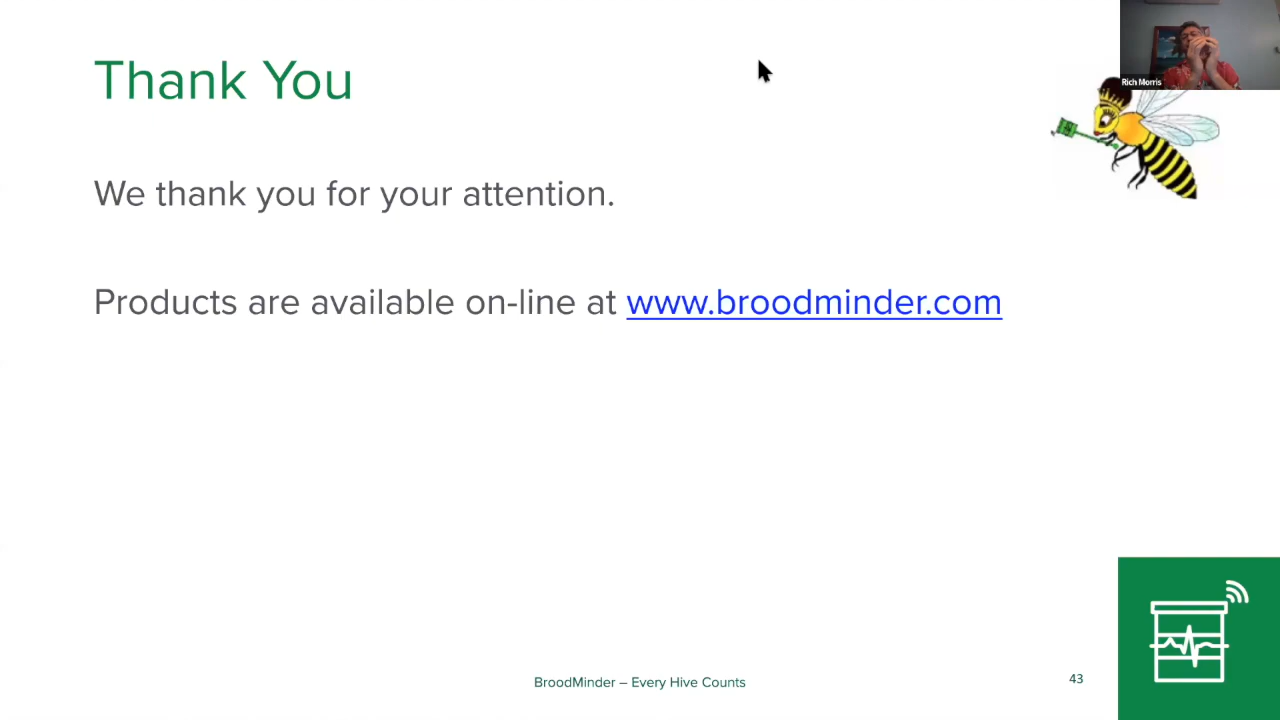 Thank You
Rich Morris
We thank you for your attention.
Products are available on-line at www.broodminder.com
BroodMinder – Every Hive Counts
43